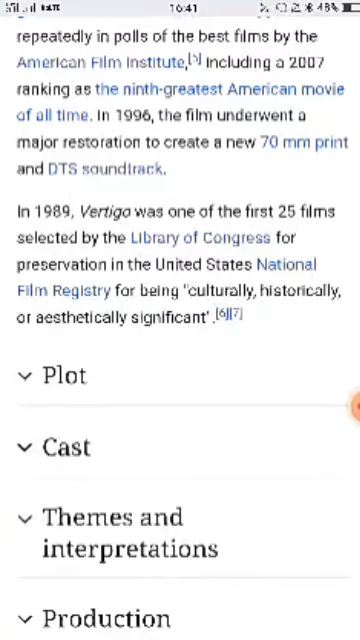 16:41
48%
repeatedly in polls of the best films by the
American Film Institute,[5] including a 2007
ranking as the ninth-greatest American movie
of all time. In 1996, the film underwent a
major restoration to create a new 70 mm print
and DTS soundtrack.
In 1989, Vertigo was one of the first 25 films
selected by the Library of Congress for
preservation in the United States National
Film Registry for being "culturally, historically,
or aesthetically significant".[6][7]
Plot
Cast
Themes and
interpretations
Production